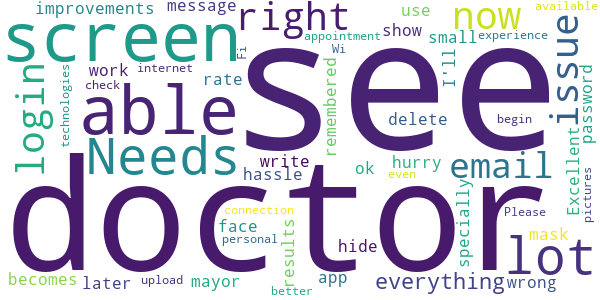 improvements message use available
screen right now
appointment show small experience
Fi Wi I'll issue
see
login technologies work internet rate able remembered delete password
check
Needs write ok hurry email begin
hassle Excellent
doctor
connection even Please pictures
face personal results hide specially mask lot
becomes later upload mayor app everything wrong
better